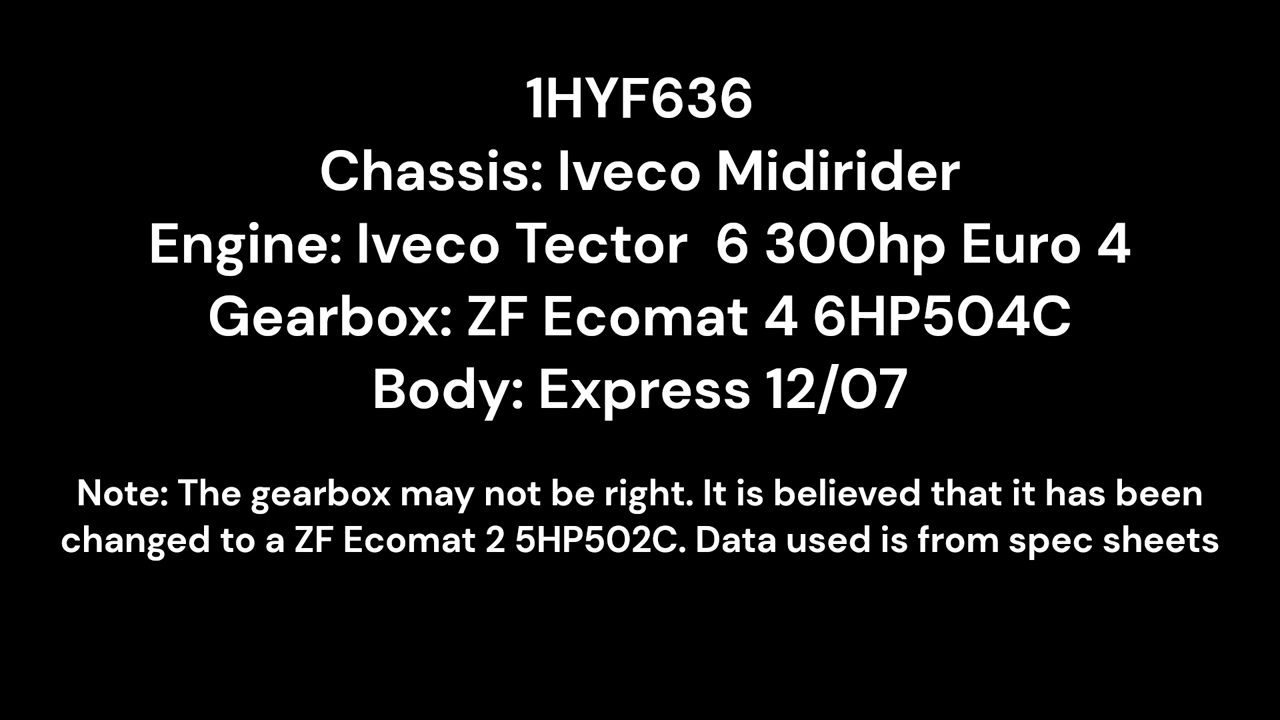 1HYF636
Chassis: Iveco Midirider
Engine: Iveco Tector  6 300hp Euro 4
Gearbox: ZF Ecomat 4 6HP504C
Body: Express 12/07
Note: The gearbox may not be right. It is believed that it has been
changed to a ZF Ecomat 2 5HP502C. Data used is from spec sheets